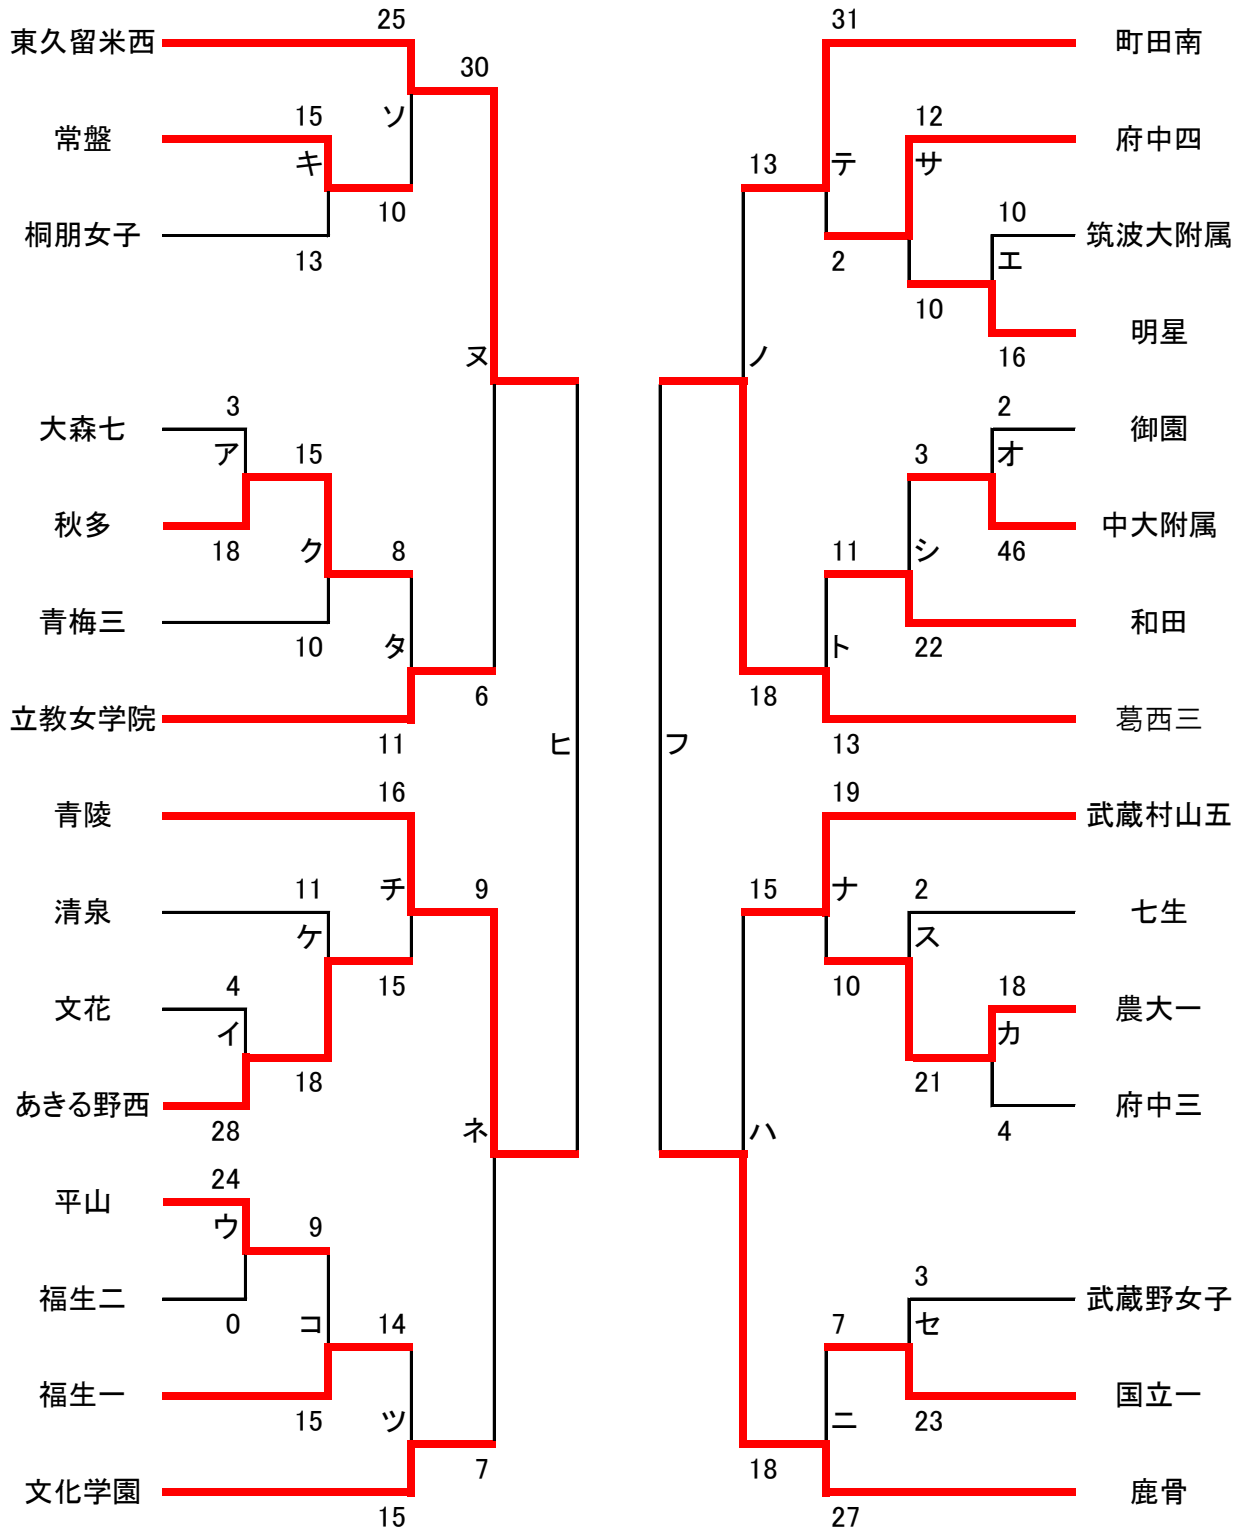 25
31
東久留米西
町田南
30
15
ソ
12
常盤
府中四
キ
13
テ
サ
10
10
桐朋女子
筑波大附属
13
2
エ
10
明星
ヌ
ノ
16
3
2
大森七
御園
ア
15
3
オ
秋多
中大附属
18
ク
8
11
シ
46
青梅三
和田
10
タ
ト
22
6
18
立教女学院
葛西三
11
ヒ
フ
13
16
19
青陵
武蔵村山五
11
チ
9
15
ナ
2
清泉
七生
ケ
ス
4
15
10
18
文花
農大一
イ
カ
18
21
あきる野西
府中三
28
ネ
ハ
4
24
平山
ウ
9
3
福生二
武蔵野女子
0
コ
14
7
セ
福生一
国立一
15
ツ
ニ
23
7
18
文化学園
鹿骨
15
27